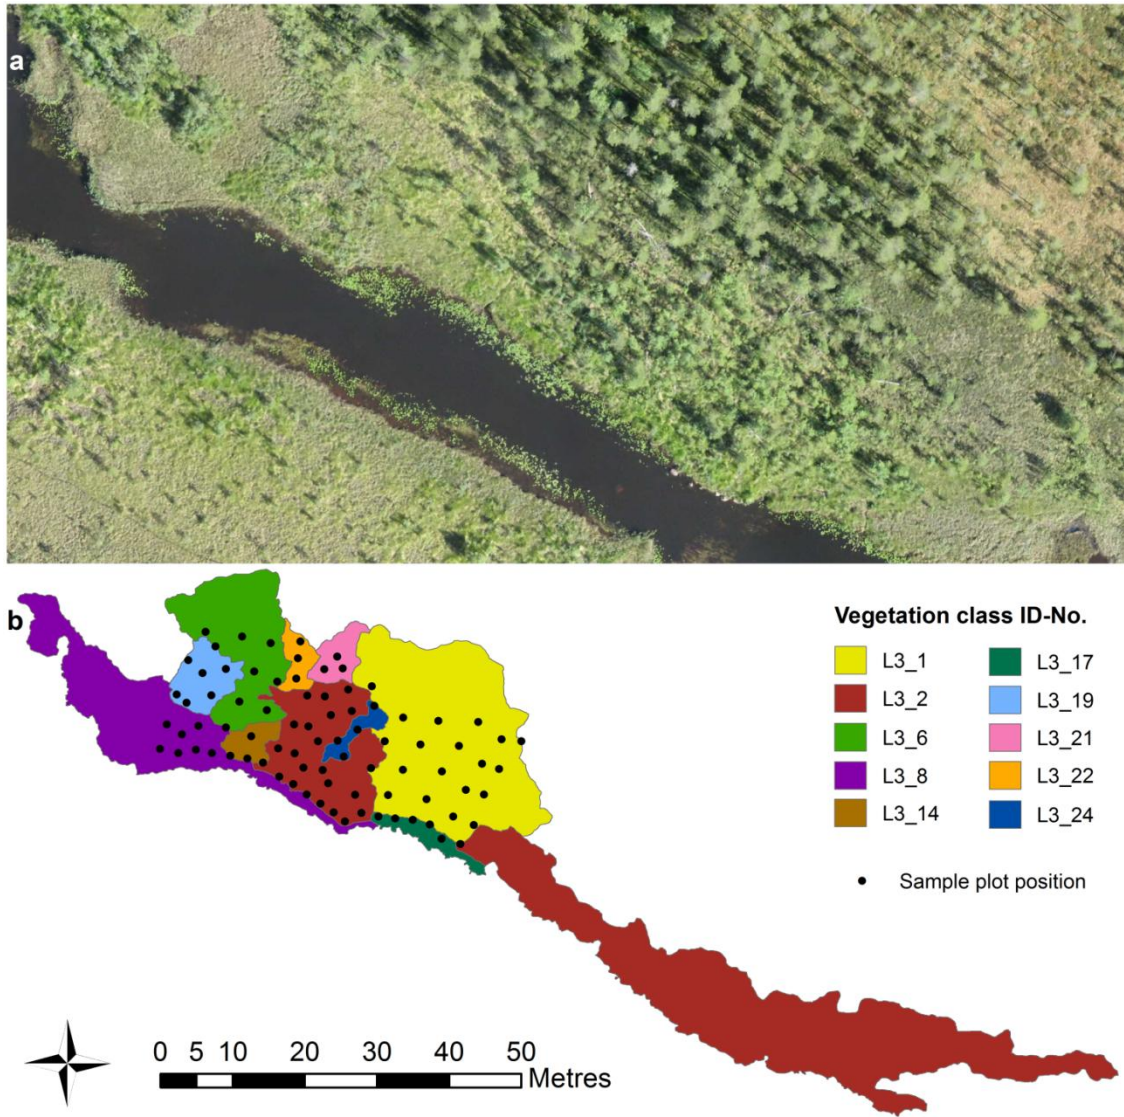 a
b
Vegetation class ID-No.
L3_1
L3_2
L3_6
L3_8
L3_14
L3_17
L3_19
L3_21
L3_22
L3_24
Sample plot position
0 5 10 20 30 40 50
Metres